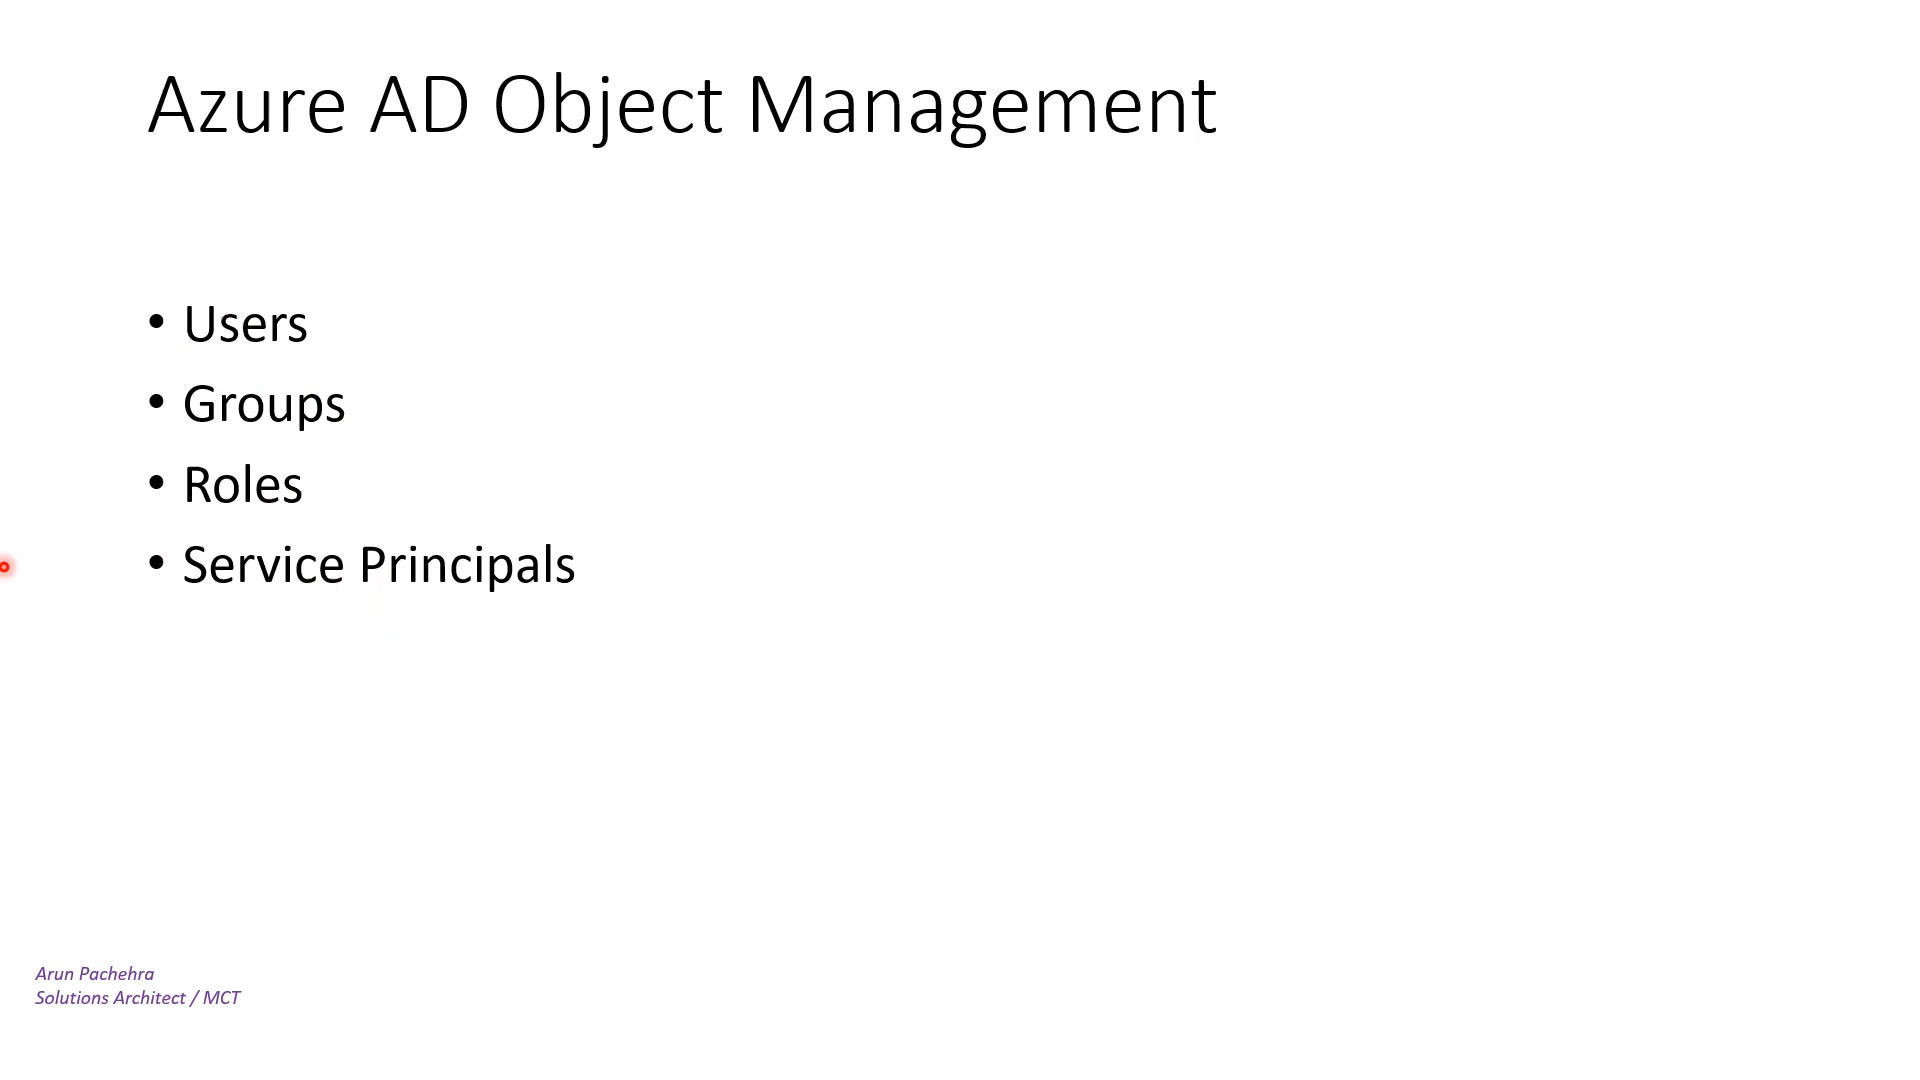 Azure AD Object Management
• Users
• Groups
• Roles
• Service Principals
Arun Pachehra
Solutions Architect / MCT